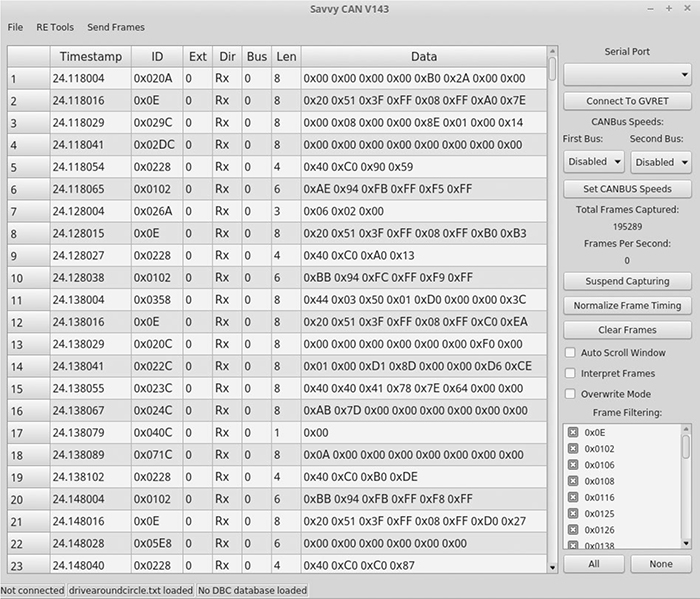 Savvy CAN V143
File RE Tools Send Frames
Timestamp ID Ext Dir Bus Len Data
1 24.118004 0x020A 0 Rx 0 8 0x00 0x00 0x00 0x00 0xB0 0x2A 0x00 0x00
2 24.118016 0x0E 0 Rx 0 8 0x20 0x51 0x3F 0xFF 0x08 0xFF 0xA0 0x7E
3 24.118029 0x029C 0 Rx 0 8 0x00 0x08 0x00 0x00 0x8E 0x01 0x00 0x14
4 24.118041 0x02DC 0 Rx 0 8 0x00 0x00 0x00 0x00 0x00 0x00 0x00 0x00
5 24.118054 0x0228 0 Rx 0 4 0x40 0xC0 0x90 0x59
6 24.118065 0x0102 0 Rx 0 6 0xAE 0x94 0xFB 0xFF 0xF5 0xFF
7 24.128004 0x026A 0 Rx 0 3 0x06 0x02 0x00
8 24.128015 0x0E 0 Rx 0 8 0x20 0x51 0x3F 0xFF 0x08 0xFF 0xB0 0xB3
9 24.128027 0x0228 0 Rx 0 4 0x40 0xC0 0xA0 0x13
10 24.128038 0x0102 0 Rx 0 6 0xBB 0x94 0xFC 0xFF 0xF9 0xFF
11 24.138004 0x0358 0 Rx 0 8 0x44 0x03 0x50 0x01 0xD0 0x00 0x00 0x3C
12 24.138016 0x0E 0 Rx 0 8 0x20 0x51 0x3F 0xFF 0x08 0xFF 0xC0 0xEA
13 24.138029 0x020C 0 Rx 0 8 0x00 0x00 0x00 0x00 0x00 0x00 0xF0 0x00
14 24.138041 0x022C 0 Rx 0 8 0x01 0x00 0xD1 0x8D 0x00 0x00 0xD6 0xCE
15 24.138055 0x023C 0 Rx 0 8 0x40 0x40 0x41 0x78 0x7E 0x64 0x00 0x00
16 24.138067 0x024C 0 Rx 0 8 0xAB 0x7D 0x00 0x00 0x00 0x00 0x00 0x00
17 24.138079 0x040C 0 Rx 0 1 0x00
18 24.138089 0x071C 0 Rx 0 8 0x0A 0x00 0x00 0x00 0x00 0x00 0x00 0x00
19 24.138102 0x0228 0 Rx 0 4 0x40 0xC0 0xB0 0xDE
20 24.148004 0x0102 0 Rx 0 6 0xBB 0x94 0xFB 0xFF 0xF8 0xFF
21 24.148016 0x0E 0 Rx 0 8 0x20 0x51 0x3F 0xFF 0x08 0xFF 0xD0 0x27
22 24.148028 0x05E8 0 Rx 0 6 0x00 0x00 0x00 0x00 0x00 0x00
23 24.148040 0x0228 0 Rx 0 4 0x40 0xC0 0xC0 0x87
Serial Port
Connect To GVRET
CANBus Speeds:
First Bus: Second Bus:
Disabled Disabled
Set CANBUS Speeds
Total Frames Captured:
195289
Frames Per Second:
0
Suspend Capturing
Normalize Frame Timing
Clear Frames
Auto Scroll Window
Interpret Frames
Overwrite Mode
Frame Filtering:
0x0E
0x0102
0x0106
0x0108
0x0116
0x0125
0x0126
0x0138
All None
Not connected drivearoundcircle.txt loaded No DBC database loaded